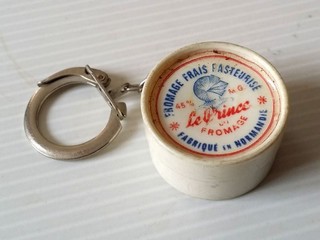 FROMAGE FRAIS PASTEURISÉ
45% M.G.
Le Prince
DU
FROMAGE
FABRIQUÉ EN NORMANDIE